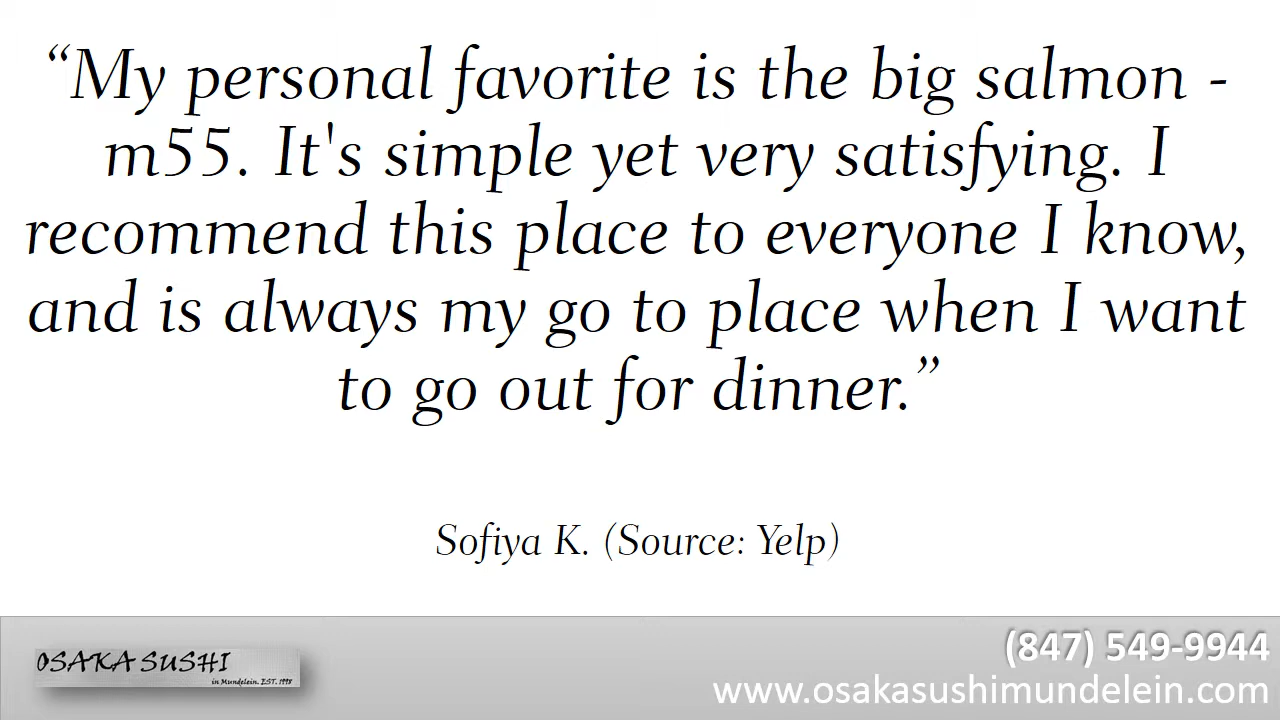 “My personal favorite is the big salmon -
m55. It's simple yet very satisfying. I
recommend this place to everyone I know,
and is always my go to place when I want
to go out for dinner.”
Sofiya K. (Source: Yelp)
OSAKA SUSHI
in Mundelein. EST. 1998
(847) 549-9944
www.osakasushimundelein.com